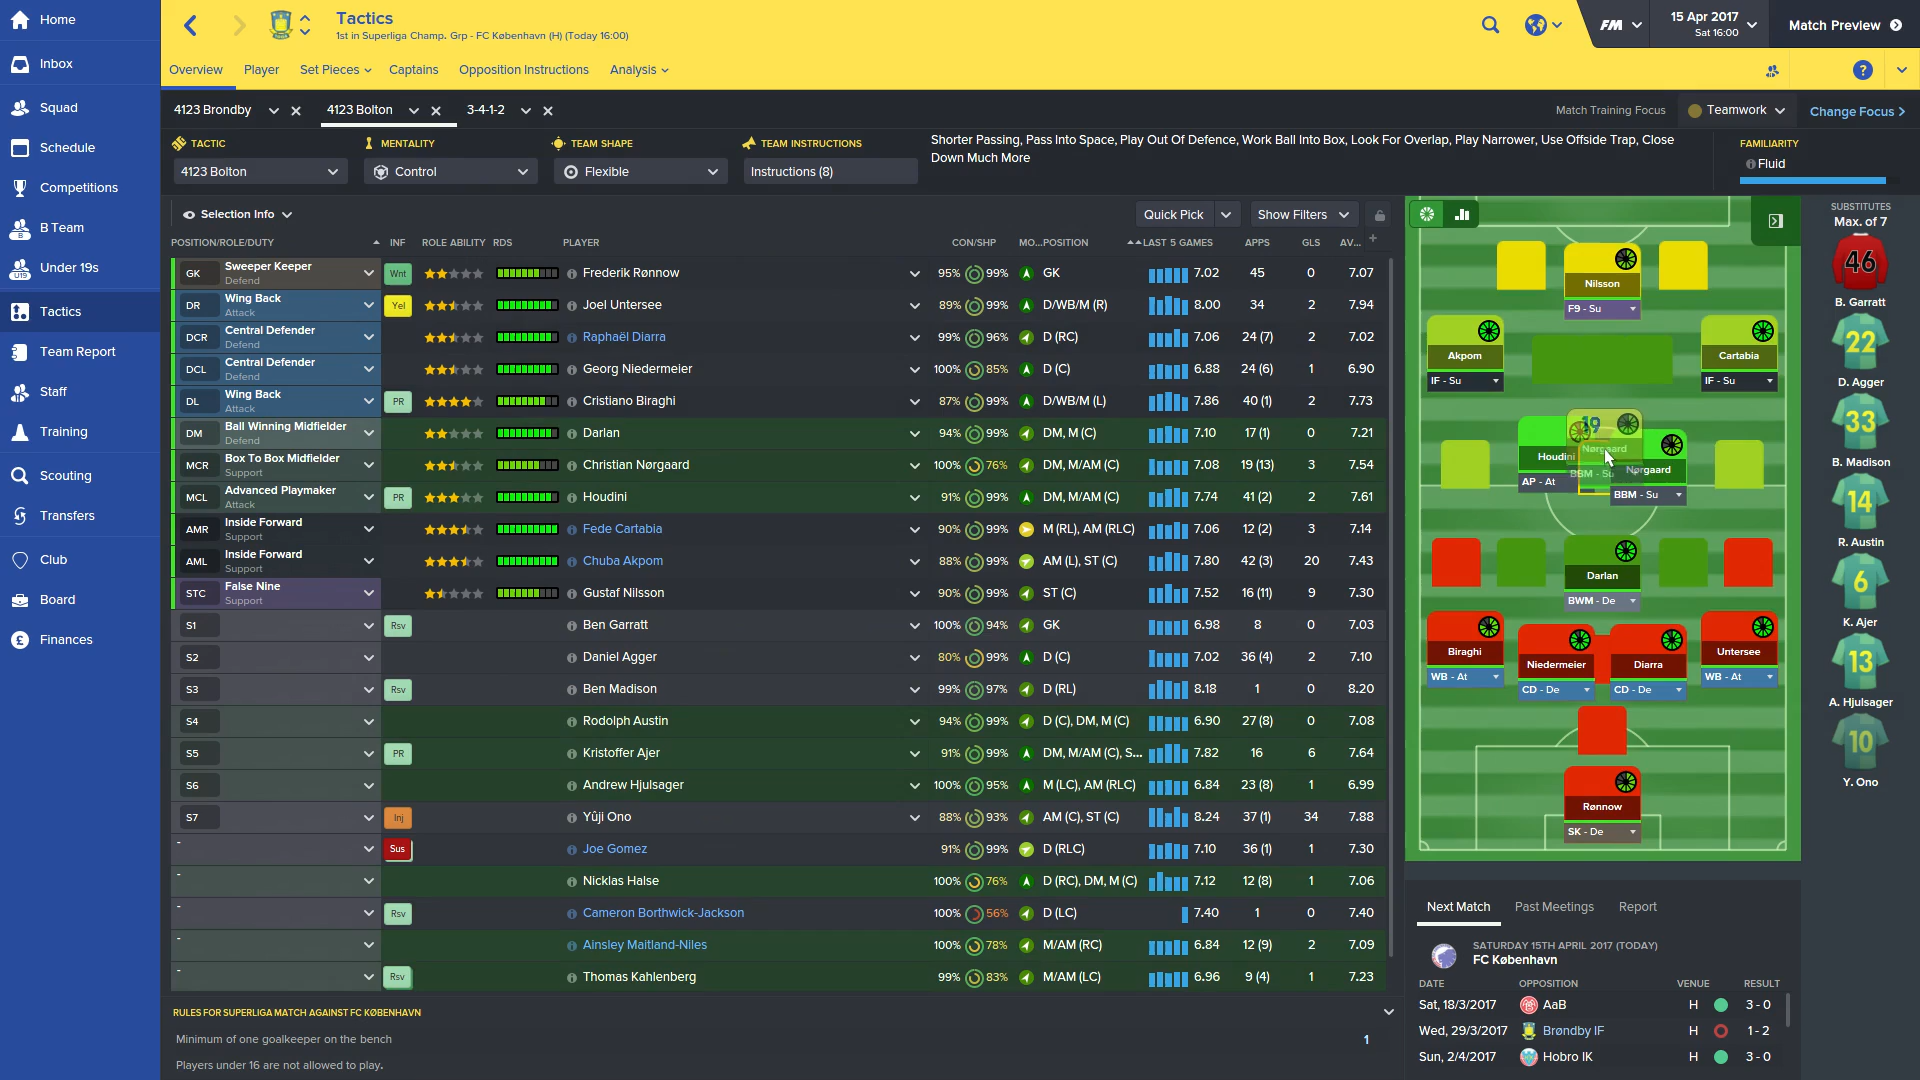 Home
Inbox
Squad
Schedule
Competitions
B Team
Under 19s
Tactics
Team Report
Staff
Training
Scouting
Transfers
Club
Board
Finances
Tactics
1st in Superliga Champ. Grp - FC København (H) (Today 16:00)
FM
15 Apr 2017
Sat 16:00
Match Preview
Overview Player Set Pieces Captains Opposition Instructions Analysis
4123 Brondby 4123 Bolton 3-4-1-2
Match Training Focus Teamwork Change Focus
TACTIC MENTALITY TEAM SHAPE TEAM INSTRUCTIONS
4123 Bolton Control Flexible Instructions (8)
Shorter Passing, Pass Into Space, Play Out Of Defence, Work Ball Into Box, Look For Overlap, Play Narrower, Use Offside Trap, Close
Down Much More
FAMILIARITY
Fluid
Selection Info Quick Pick Show Filters
POSITION/ROLE/DUTY INF ROLE ABILITY RDS PLAYER CON/SHP MO... POSITION LAST 5 GAMES APPS GLS AV...
GK Sweeper Keeper Defend Wnt Frederik Rønnow 95% 99% GK 7.02 45 0 7.07
DR Wing Back Attack Yel Joel Untersee 89% 99% D/WB/M (R) 8.00 34 2 7.94
DCR Central Defender Defend Raphaël Diarra 99% 96% D (RC) 7.06 24 (7) 2 7.02
DCL Central Defender Defend Georg Niedermeier 100% 85% D (C) 6.88 24 (6) 1 6.90
DL Wing Back Attack PR Cristiano Biraghi 87% 99% D/WB/M (L) 7.86 40 (1) 2 7.73
DM Ball Winning Midfielder Defend Darlan 94% 99% DM, M (C) 7.10 17 (1) 0 7.21
MCR Box To Box Midfielder Support Christian Nørgaard 100% 76% DM, M/AM (C) 7.08 19 (13) 3 7.54
MCL Advanced Playmaker Attack PR Houdini 91% 99% DM, M/AM (C) 7.74 41 (2) 2 7.61
AMR Inside Forward Support Fede Cartabia 90% 99% M (RL), AM (RLC) 7.06 12 (2) 3 7.14
AML Inside Forward Support Chuba Akpom 88% 99% AM (L), ST (C) 7.80 42 (3) 20 7.43
STC False Nine Support Gustaf Nilsson 90% 99% ST (C) 7.52 16 (11) 9 7.30
S1 Rsv Ben Garratt 100% 94% GK 6.98 8 0 7.03
S2 Daniel Agger 80% 99% D (C) 7.02 36 (4) 2 7.10
S3 Rsv Ben Madison 99% 97% D (RL) 8.18 1 0 8.20
S4 Rodolph Austin 94% 99% D (C), DM, M (C) 6.90 27 (8) 0 7.08
S5 PR Kristoffer Ajer 91% 99% DM, M/AM (C), S... 7.82 16 6 7.64
S6 Andrew Hjulsager 100% 95% M (LC), AM (RLC) 6.84 23 (8) 1 6.99
S7 Inj Yûji Ono 88% 93% AM (C), ST (C) 8.24 37 (1) 34 7.88
- Sus Joe Gomez 91% 99% D (RLC) 7.10 36 (1) 1 7.30
- Nicklas Halse 100% 76% D (RC), DM, M (C) 7.12 12 (8) 1 7.06
- Rsv Cameron Borthwick-Jackson 100% 56% D (LC) 7.40 1 0 7.40
- Ainsley Maitland-Niles 100% 78% M/AM (RC) 6.84 12 (9) 2 7.09
- Rsv Thomas Kahlenberg 99% 83% M/AM (LC) 6.96 9 (4) 1 7.23
RULES FOR SUPERLIGA MATCH AGAINST FC KØBENHAVN
Minimum of one goalkeeper on the bench 1
Players under 16 are not allowed to play.
Nilsson
F9 - Su
Akpom Cartabia
IF - Su IF - Su
19
Nørgaard
BBM - Su
Houdini Nørgaard
AP - At BBM - Su
Darlan
BWM - De
Biraghi Niedermeier Diarra Untersee
WB - At CD - De CD - De WB - At
Rønnow
SK - De
SUBSTITUTES
Max. of 7
46
B. Garratt
22
D. Agger
33
B. Madison
14
R. Austin
6
K. Ajer
13
A. Hjulsager
10
Y. Ono
Next Match Past Meetings Report
SATURDAY 15TH APRIL 2017 (TODAY)
FC København
DATE OPPOSITION VENUE RESULT
Sat, 18/3/2017 AaB H 3 - 0
Wed, 29/3/2017 Brøndby IF H 1 - 2
Sun, 2/4/2017 Hobro IK H 3 - 0